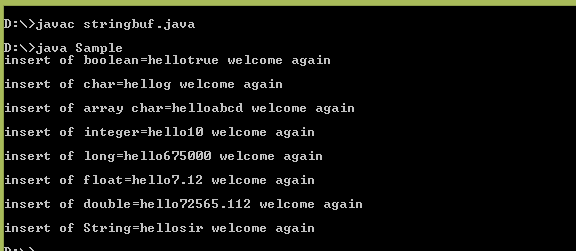 D:\>javac stringbuf.java
D:\>java Sample
insert of boolean=hellotrue welcome again
insert of char=hellog welcome again
insert of array char=helloabcd welcome again
insert of integer=hello10 welcome again
insert of long=hello675000 welcome again
insert of float=hello7.12 welcome again
insert of double=hello72565.112 welcome again
insert of String=hellosir welcome again
D:\>